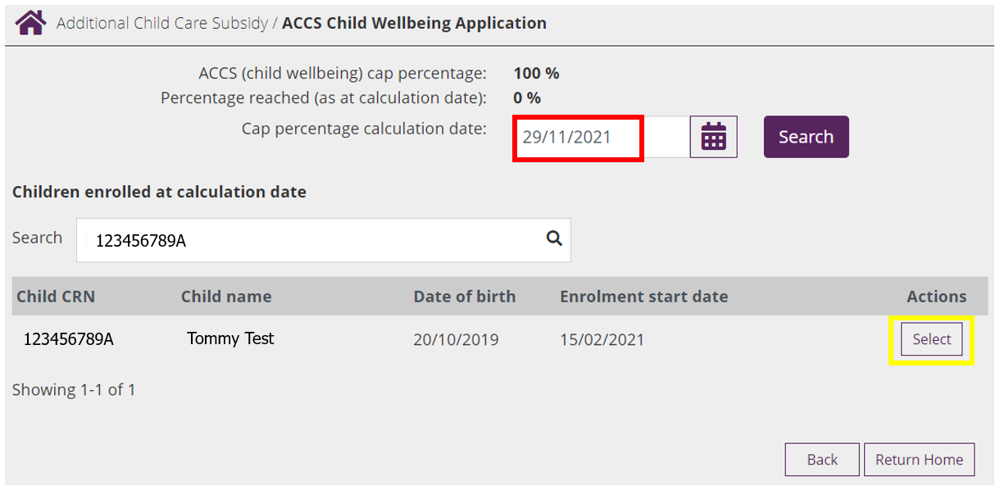 Additional Child Care Subsidy / ACCS Child Wellbeing Application
ACCS (child wellbeing) cap percentage: 100 %
Percentage reached (as at calculation date): 0 %
Cap percentage calculation date: 29/11/2021 Search
Children enrolled at calculation date
Search 123456789A
Child CRN Child name Date of birth Enrolment start date Actions
123456789A Tommy Test 20/10/2019 15/02/2021 Select
Showing 1-1 of 1
Back Return Home